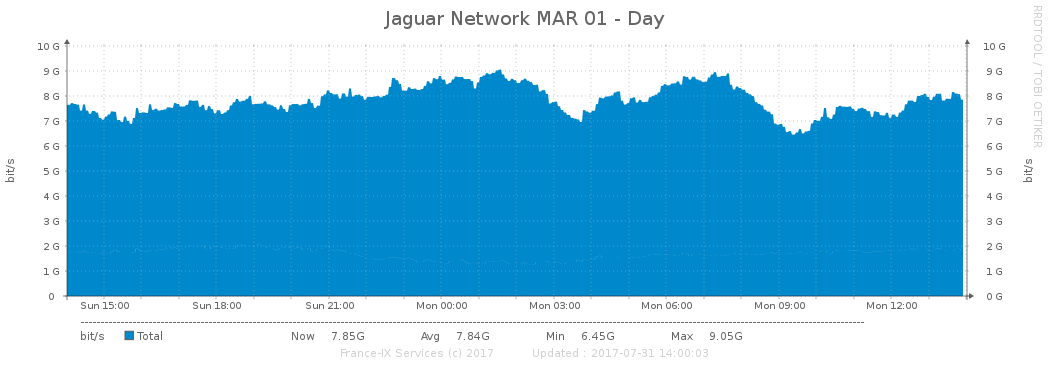 Jaguar Network MAR 01 - Day
RRDTOOL / TOBI OETIKER
10 G 10 G
9 G 9 G
8 G 8 G
7 G 7 G
6 G 6 G
5 G 5 G
4 G 4 G
3 G 3 G
2 G 2 G
1 G 1 G
0 0 G
bit/s
bit/s
Sun 15:00 Sun 18:00 Sun 21:00 Mon 00:00 Mon 03:00 Mon 06:00 Mon 09:00 Mon 12:00
bit/s Total Now 7.85G Avg 7.84G Min 6.45G Max 9.05G
France-IX Services (c) 2017 Updated : 2017-07-31 14:00:03